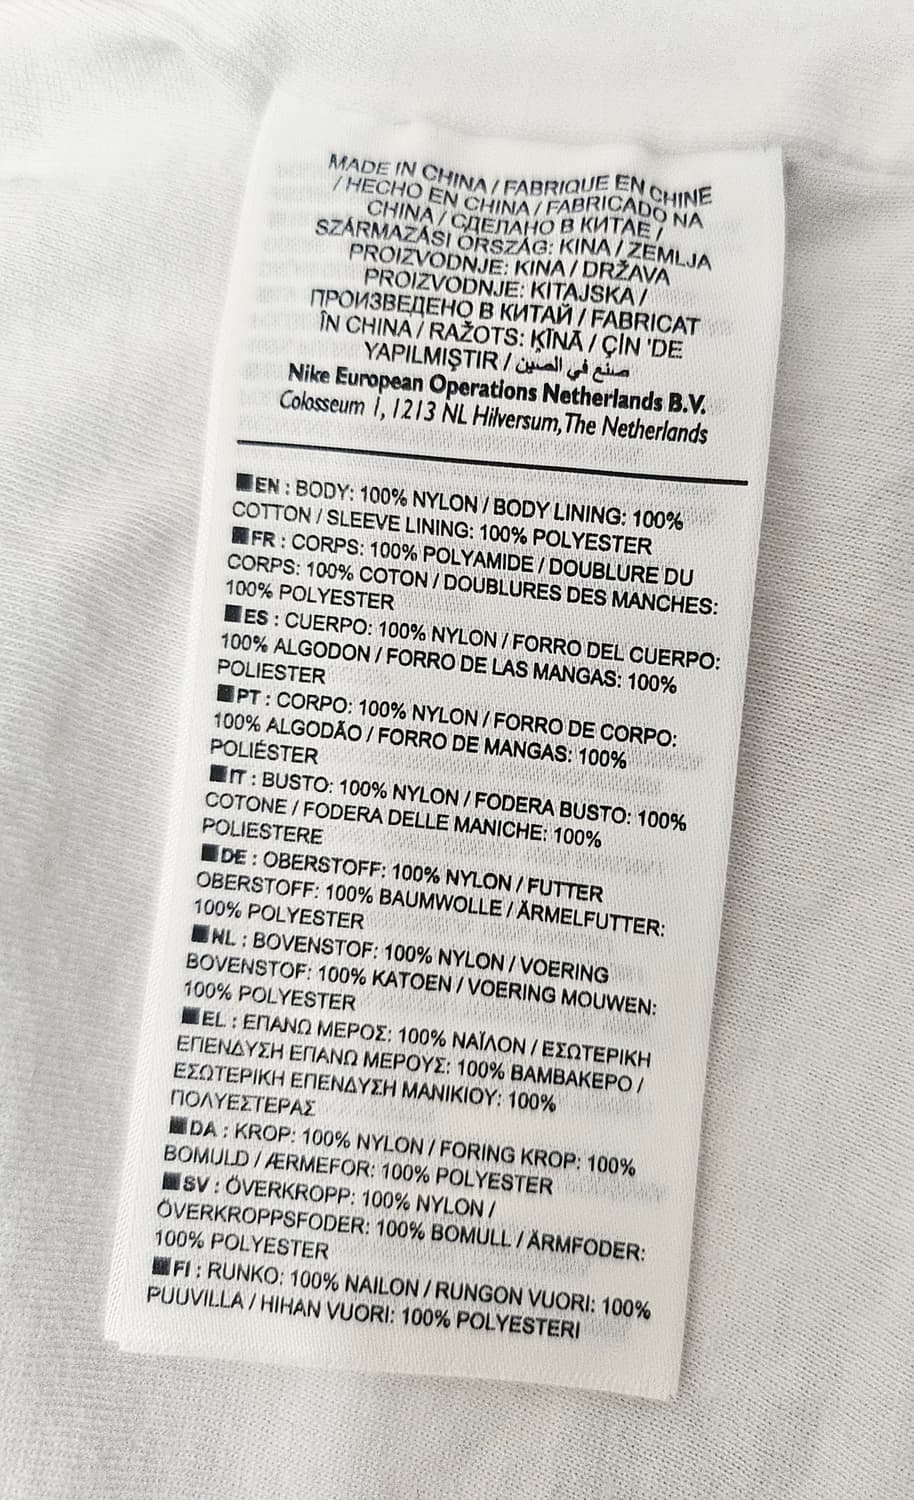 MADE IN CHINA / FABRIQUE EN CHINE
/ HECHO EN CHINA / FABRICADO NA
CHINA / СДЕЛАНО В КИТАЕ /
SZÁRMAZÁSI ORSZÁG: KINA / ZEMLJA
PROIZVODNJE: KINA / DRŽAVA
PROIZVODNJE: KITAJSKA /
ПРОИЗВЕДЕНО В КИТАЙ / FABRICAT
ÎN CHINA / RAŽOTS: ĶĪNĀ / ÇİN 'DE
YAPILMIŞTIR / صنع في الصين
Nike European Operations Netherlands B.V.
Colosseum 1, 1213 NL Hilversum, The Netherlands
■EN : BODY: 100% NYLON / BODY LINING: 100%
COTTON / SLEEVE LINING: 100% POLYESTER
■FR : CORPS: 100% POLYAMIDE / DOUBLURE DU
CORPS: 100% COTON / DOUBLURES DES MANCHES:
100% POLYESTER
■ES : CUERPO: 100% NYLON / FORRO DEL CUERPO:
100% ALGODON / FORRO DE LAS MANGAS: 100%
POLIESTER
■PT : CORPO: 100% NYLON / FORRO DE CORPO:
100% ALGODÃO / FORRO DE MANGAS: 100%
POLIÉSTER
■IT : BUSTO: 100% NYLON / FODERA BUSTO: 100%
COTONE / FODERA DELLE MANICHE: 100%
POLIESTERE
■DE : OBERSTOFF: 100% NYLON / FUTTER
OBERSTOFF: 100% BAUMWOLLE / ÄRMELFUTTER:
100% POLYESTER
■NL : BOVENSTOF: 100% NYLON / VOERING
BOVENSTOF: 100% KATOEN / VOERING MOUWEN:
100% POLYESTER
■EL : ΕΠΑΝΩ ΜΕΡΟΣ: 100% ΝΑΪΛΟΝ / ΕΣΩΤΕΡΙΚΗ
ΕΠΕΝΔΥΣΗ ΕΠΑΝΩ ΜΕΡΟΥΣ: 100% ΒΑΜΒΑΚΕΡΟ /
ΕΣΩΤΕΡΙΚΗ ΕΠΕΝΔΥΣΗ ΜΑΝΙΚΙΟΥ: 100%
ΠΟΛΥΕΣΤΕΡΑΣ
■DA : KROP: 100% NYLON / FORING KROP: 100%
BOMULD / ÆRMEFOR: 100% POLYESTER
■SV : ÖVERKROPP: 100% NYLON /
ÖVERKROPPSFODER: 100% BOMULL / ÄRMFODER:
100% POLYESTER
■FI : RUNKO: 100% NAILON / RUNGON VUORI: 100%
PUUVILLA / HIHAN VUORI: 100% POLYESTERI